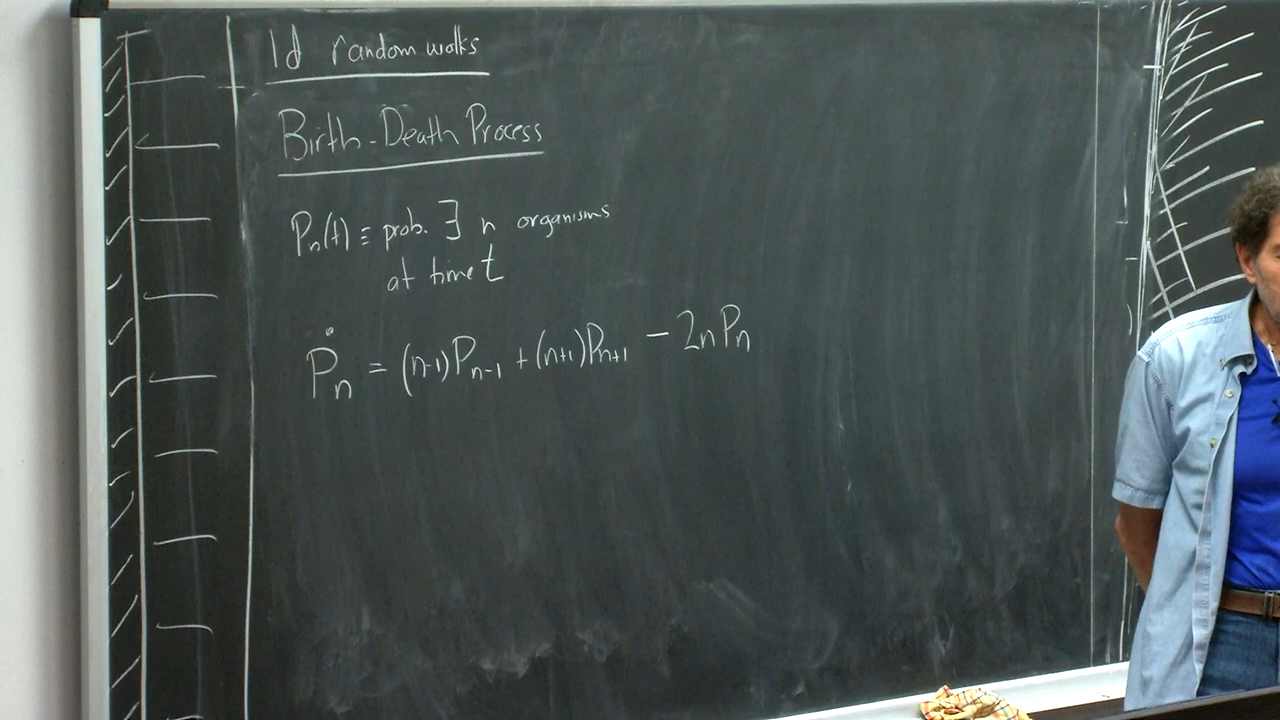 1d random walks
Birth-Death Process
Pₙ(t) ≡ prob. ∃ n organisms
at time t
Ṗₙ = (n-1)Pₙ₋₁ + (n+1)Pₙ₊₁ − 2nPₙ